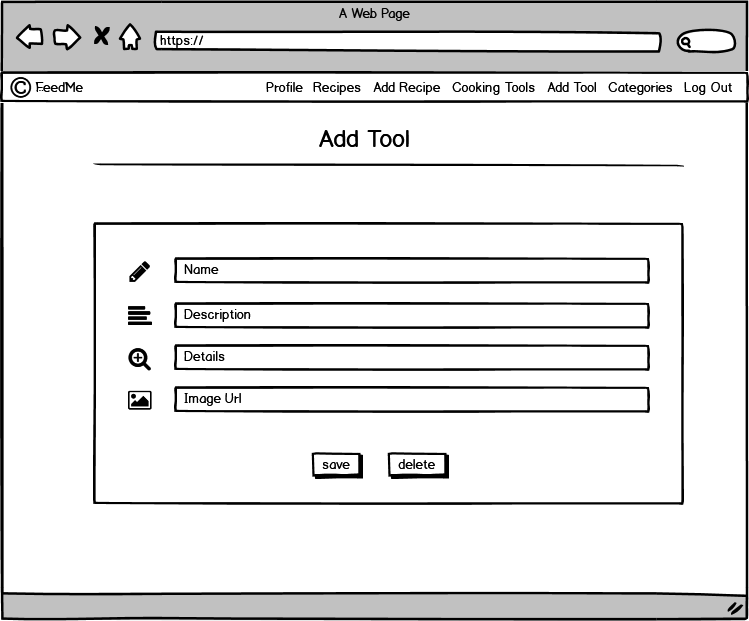 A Web Page
https://
© FeedMe Profile Recipes Add Recipe Cooking Tools Add Tool Categories Log Out
Add Tool
Name
Description
Details
Image Url
save delete